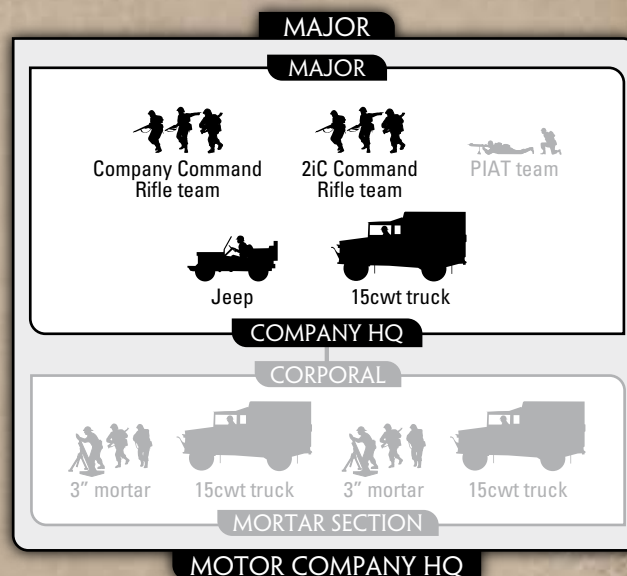 MAJOR
MAJOR
Company Command
Rifle team
2iC Command
Rifle team
PIAT team
Jeep
15cwt truck
COMPANY HQ
CORPORAL
3” mortar
15cwt truck
3” mortar
15cwt truck
MORTAR SECTION
MOTOR COMPANY HQ